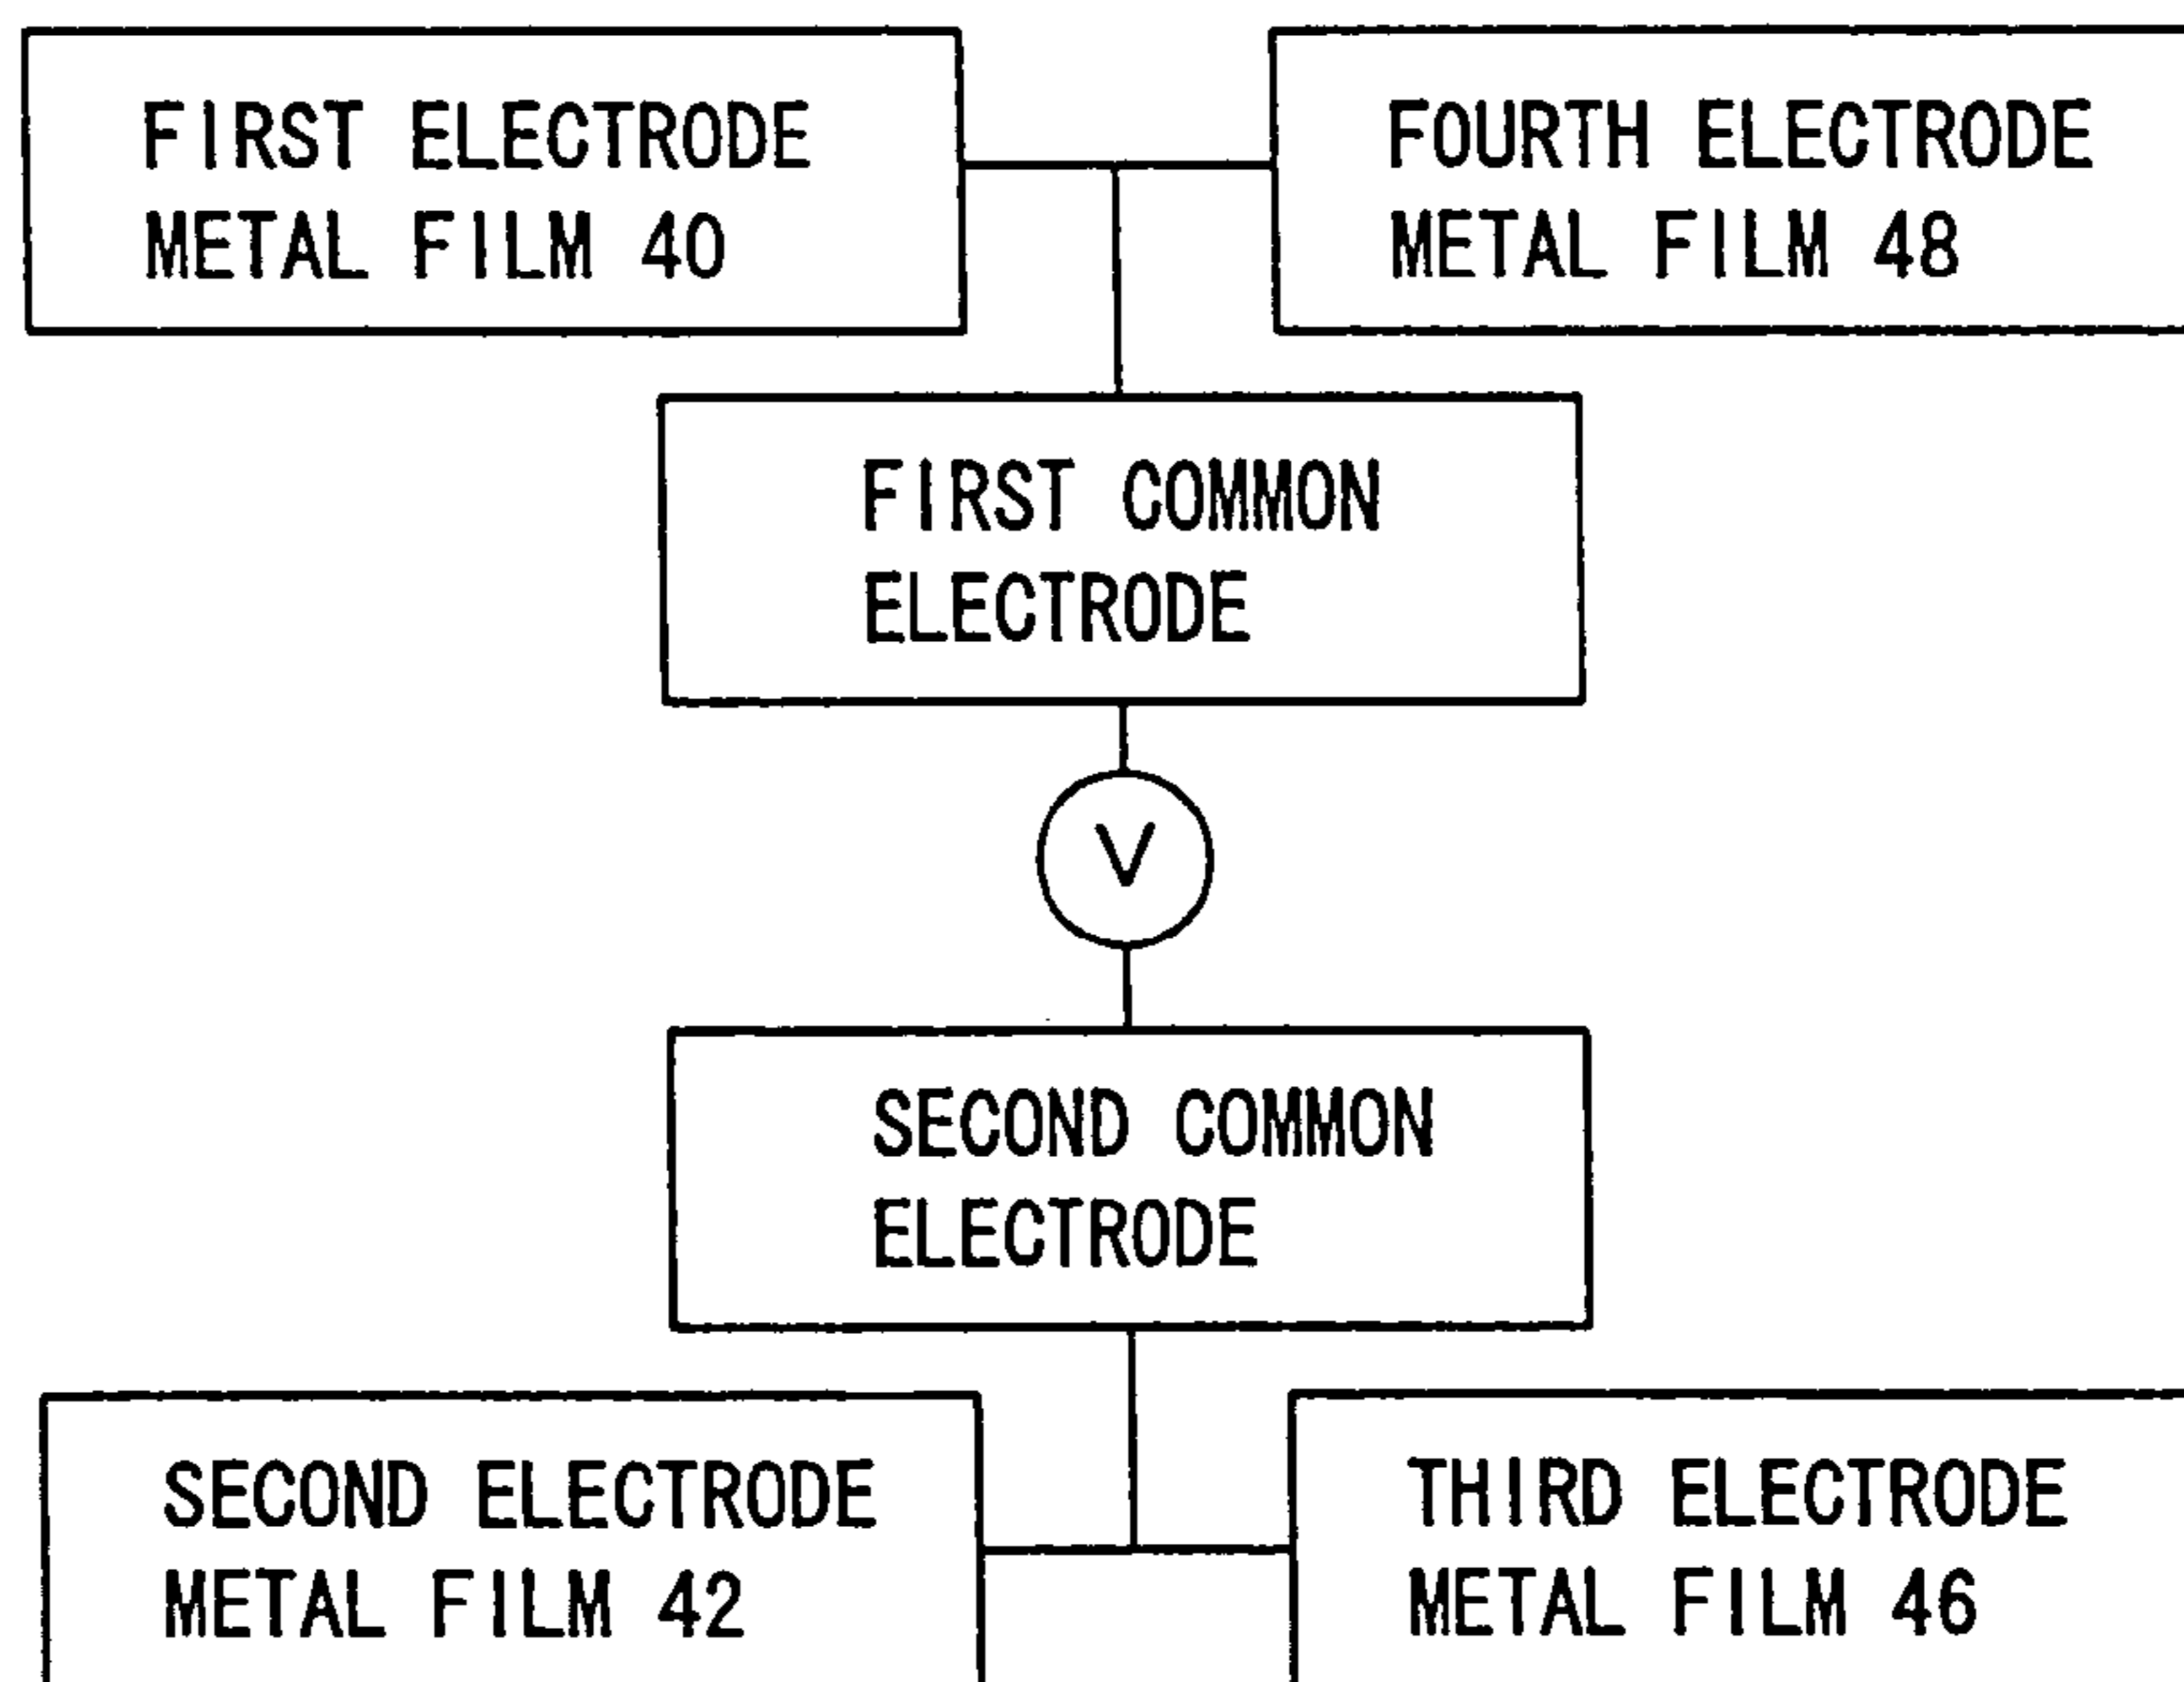 FIRST ELECTRODE
METAL FILM 40
FOURTH ELECTRODE
METAL FILM 48
FIRST COMMON
ELECTRODE
V
SECOND COMMON
ELECTRODE
SECOND ELECTRODE
METAL FILM 42
THIRD ELECTRODE
METAL FILM 46